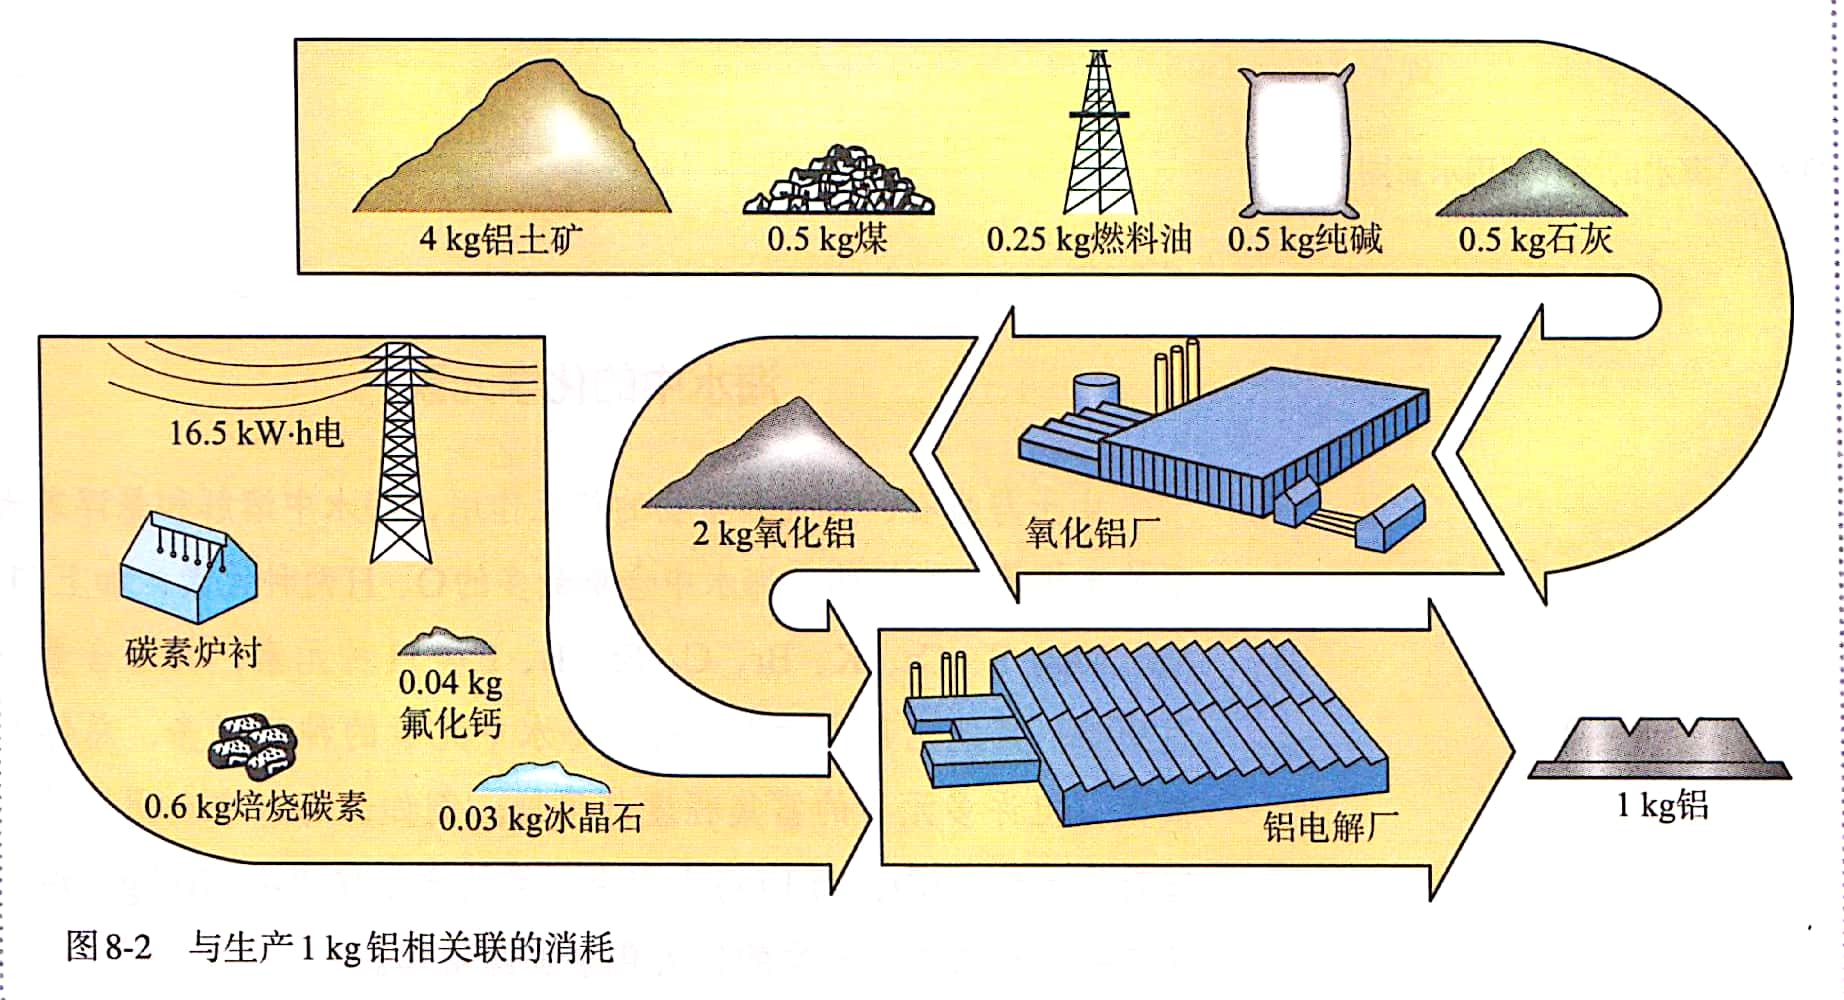 4 kg铝土矿
0.5 kg煤
0.25 kg燃料油
0.5 kg纯碱
0.5 kg石灰
16.5 kW·h电
2 kg氧化铝
氧化铝厂
碳素炉衬
0.04 kg
氟化钙
0.6 kg焙烧碳素
0.03 kg冰晶石
铝电解厂
1 kg铝
图8-2 与生产1 kg铝相关联的消耗